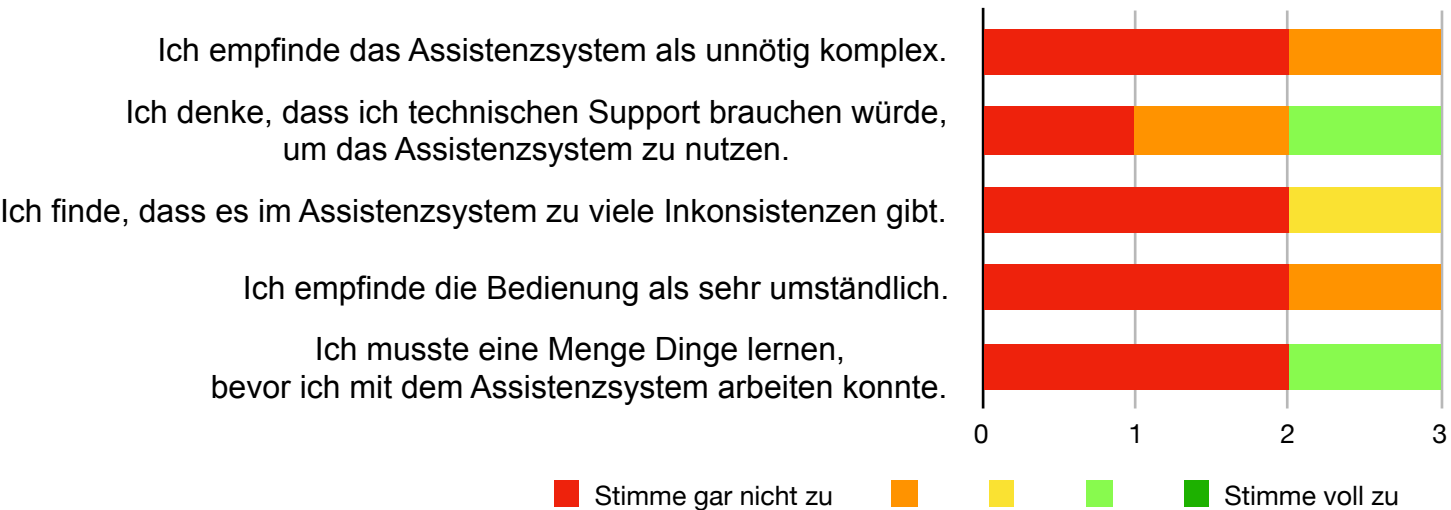 Ich empfinde das Assistenzsystem als unnötig komplex.
Ich denke, dass ich technischen Support brauchen würde,
um das Assistenzsystem zu nutzen.
Ich finde, dass es im Assistenzsystem zu viele Inkonsistenzen gibt.
Ich empfinde die Bedienung als sehr umständlich.
Ich musste eine Menge Dinge lernen,
bevor ich mit dem Assistenzsystem arbeiten konnte.
0 1 2 3
Stimme gar nicht zu Stimme voll zu